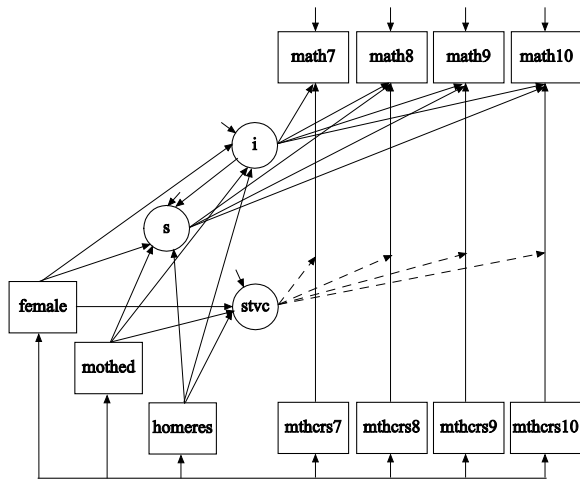 math7 math8 math9 math10
i
s
female
stvc
mothed
homeres
mthcrs7 mthcrs8 mthcrs9 mthcrs10